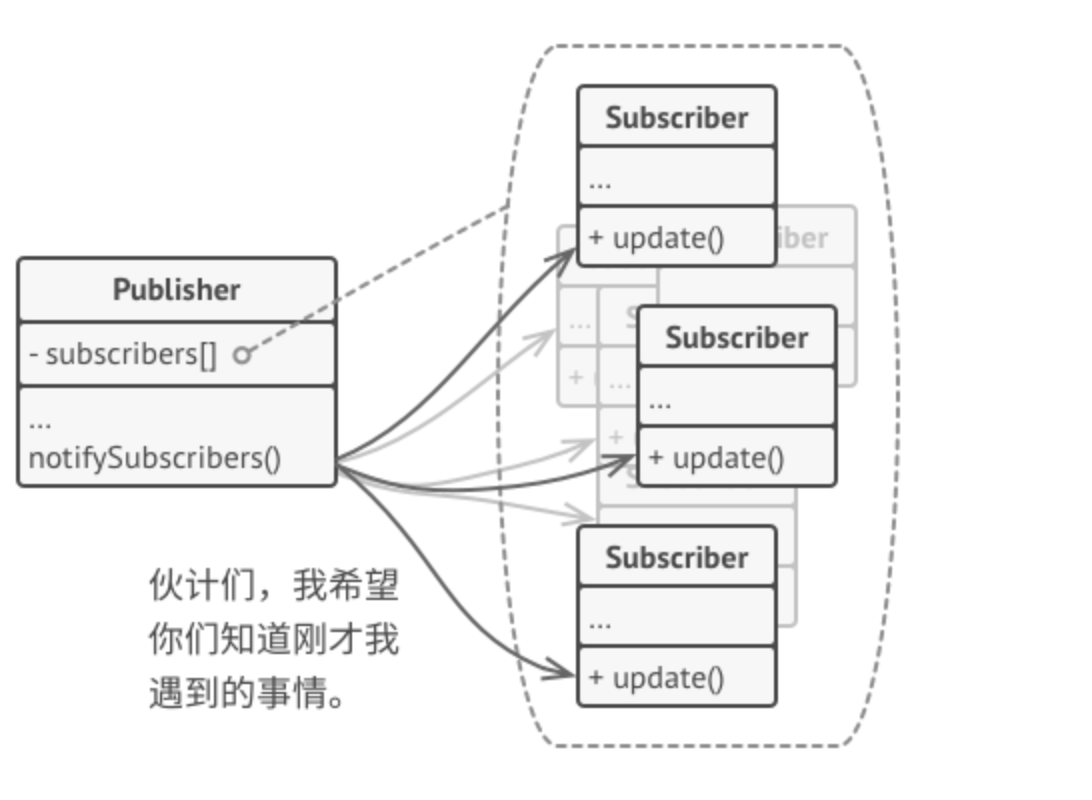 Publisher
- subscribers[]
...
notifySubscribers()
伙计们，我希望
你们知道刚才我
遇到的事情。
Subscriber
...
+ update()
Subscriber
...
+ update()
Subscriber
...
+ update()
...
+
...
+